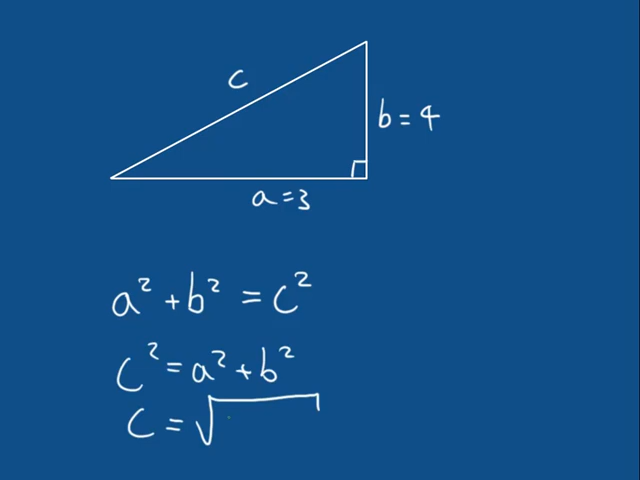 c
b = 4
a = 3
a² + b² = c²
c² = a² + b²
c = √